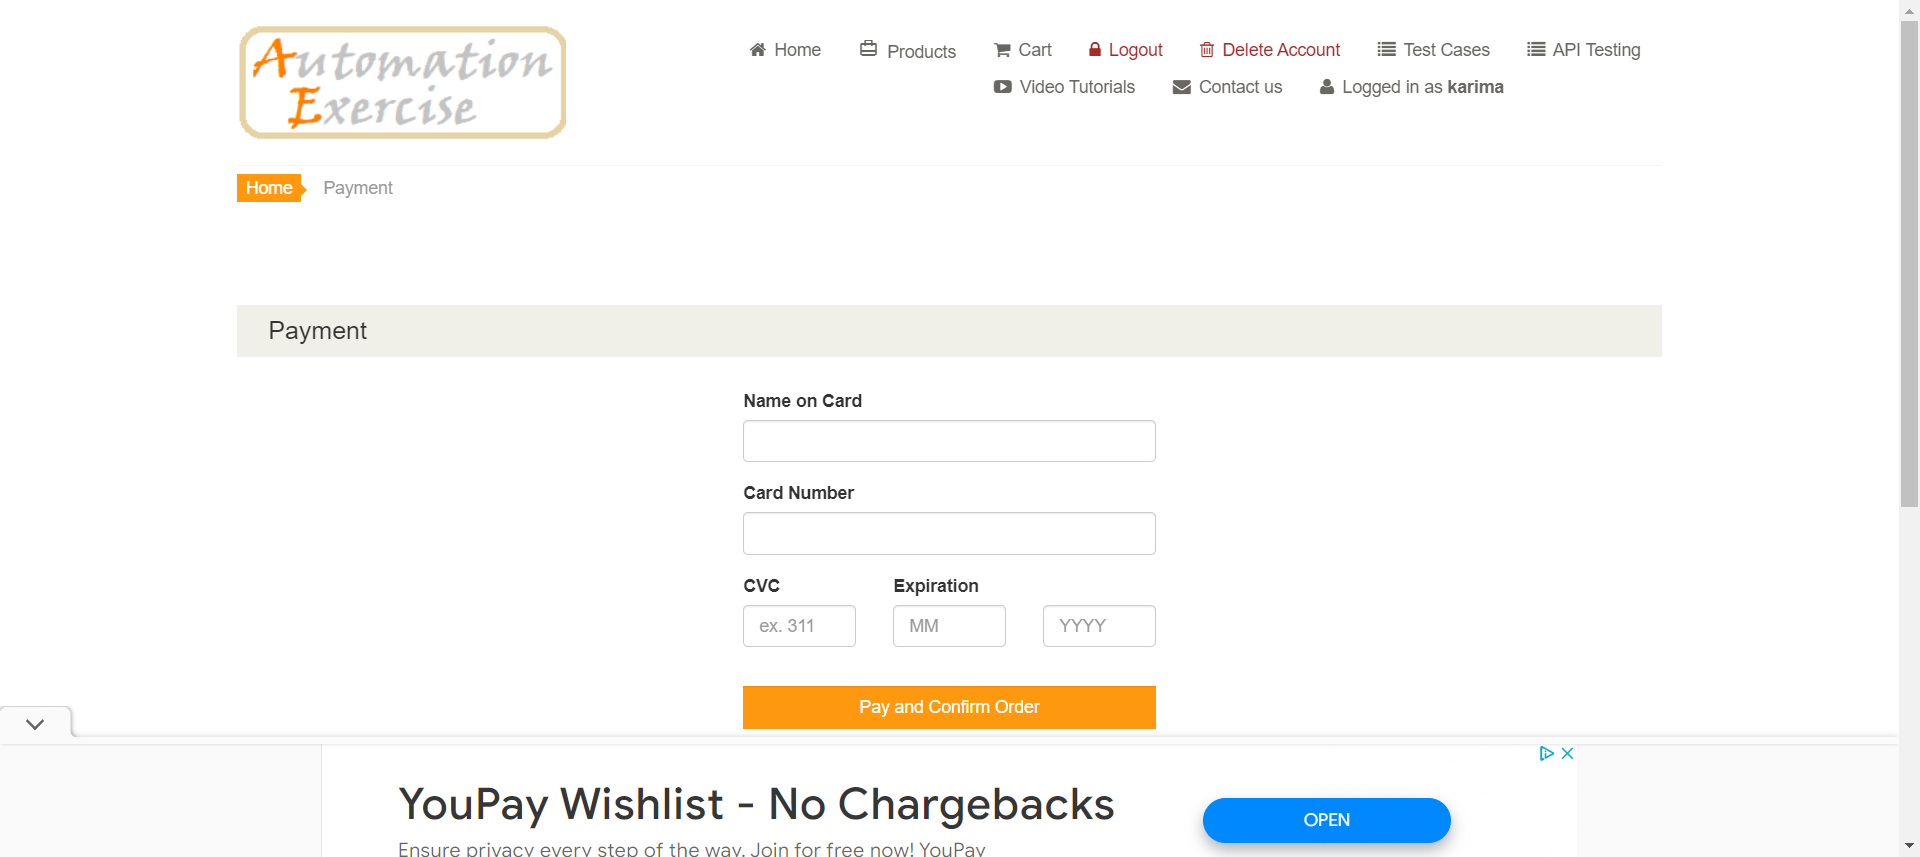 Automation
Exercise
Home Products Cart Logout Delete Account Test Cases API Testing
Video Tutorials Contact us Logged in as karima
Home Payment
Payment
Name on Card
Card Number
CVC Expiration
ex. 311 MM YYYY
Pay and Confirm Order
YouPay Wishlist - No Chargebacks
OPEN
Ensure privacy every step of the way. Join for free now! YouPay